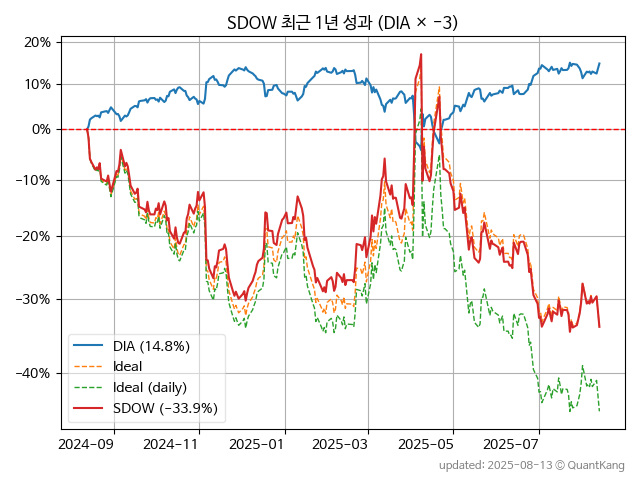 SDOW 최근 1년 성과 (DIA × −3)
20%
10%
0%
−10%
−20%
−30%
−40%
DIA (14.8%)
Ideal
Ideal (daily)
SDOW (−33.9%)
2024-09
2024-11
2025-01
2025-03
2025-05
2025-07
updated: 2025-08-13 © QuantKang